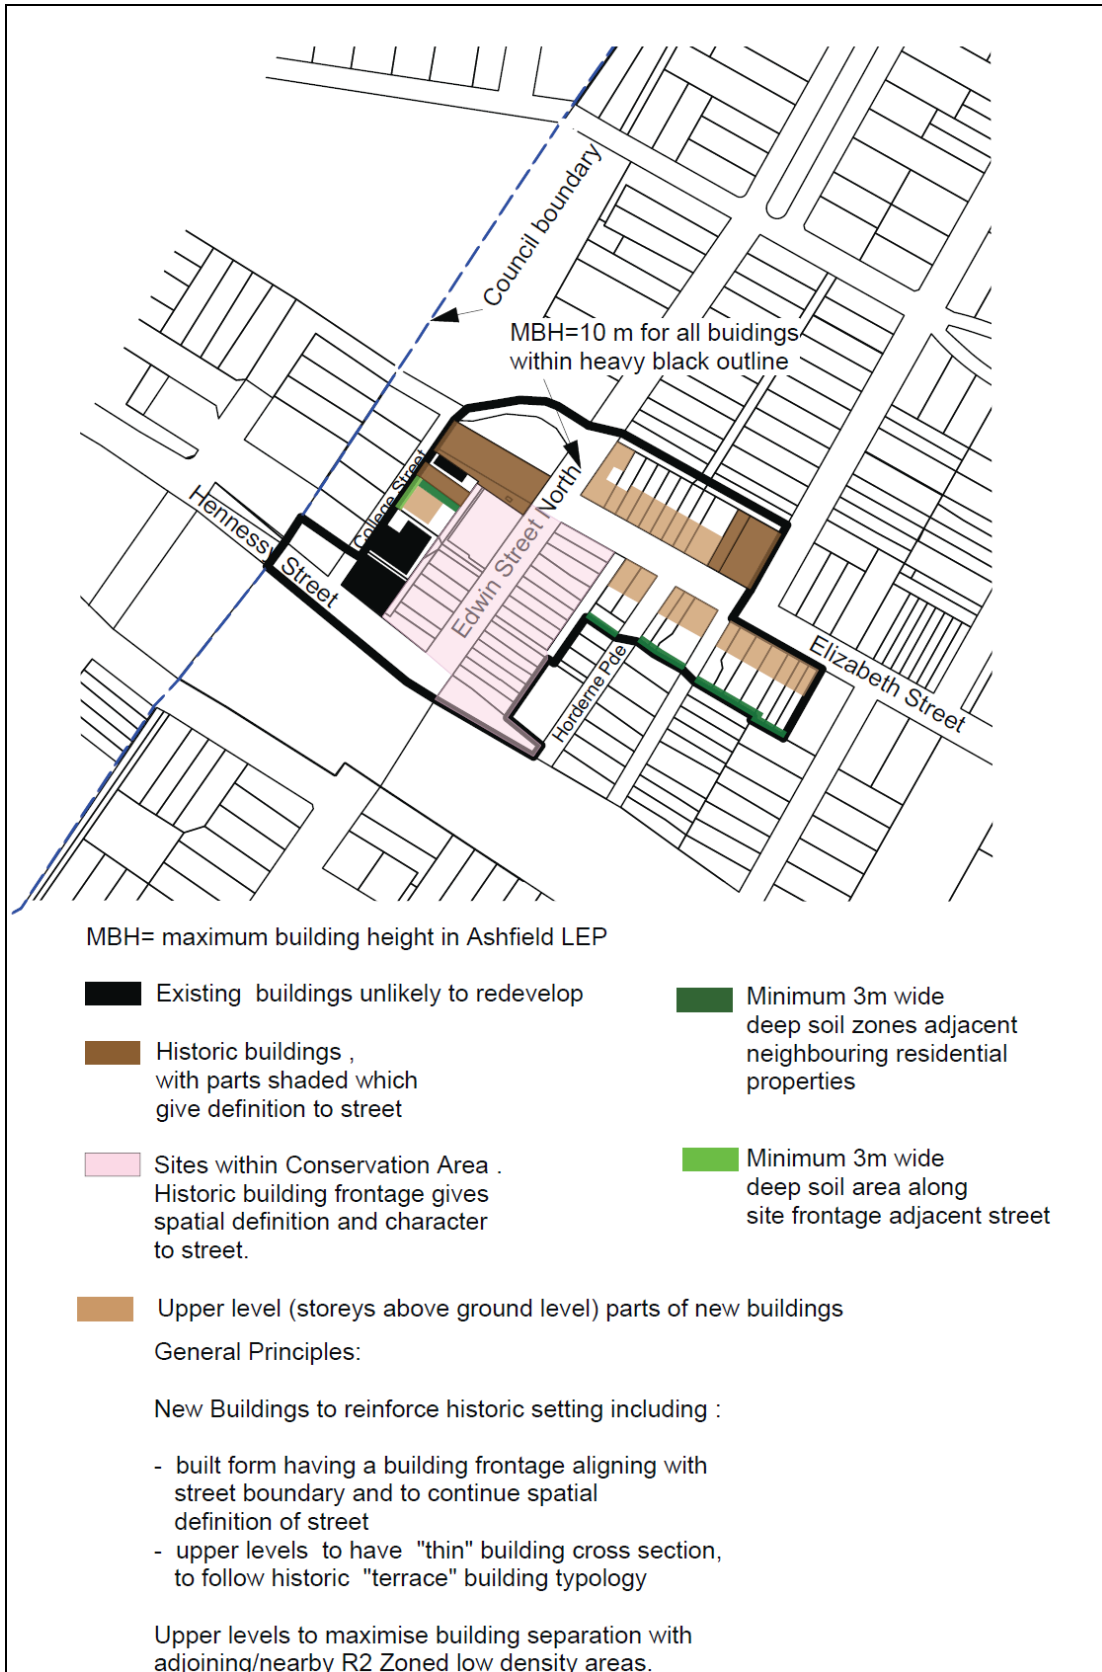 Council boundary
MBH=10 m for all buidings
within heavy black outline
College Street
Hennessy Street
Edwin Street North
Horderne Pde
Elizabeth Street
MBH= maximum building height in Ashfield LEP
Existing buildings unlikely to redevelop
Historic buildings ,
with parts shaded which
give definition to street
Sites within Conservation Area .
Historic building frontage gives
spatial definition and character
to street.
Minimum 3m wide
deep soil zones adjacent
neighbouring residential
properties
Minimum 3m wide
deep soil area along
site frontage adjacent street
Upper level (storeys above ground level) parts of new buildings
General Principles:
New Buildings to reinforce historic setting including :
- built form having a building frontage aligning with
street boundary and to continue spatial
definition of street
- upper levels to have "thin" building cross section,
to follow historic "terrace" building typology
Upper levels to maximise building separation with
adjoining/nearby R2 Zoned low density areas.